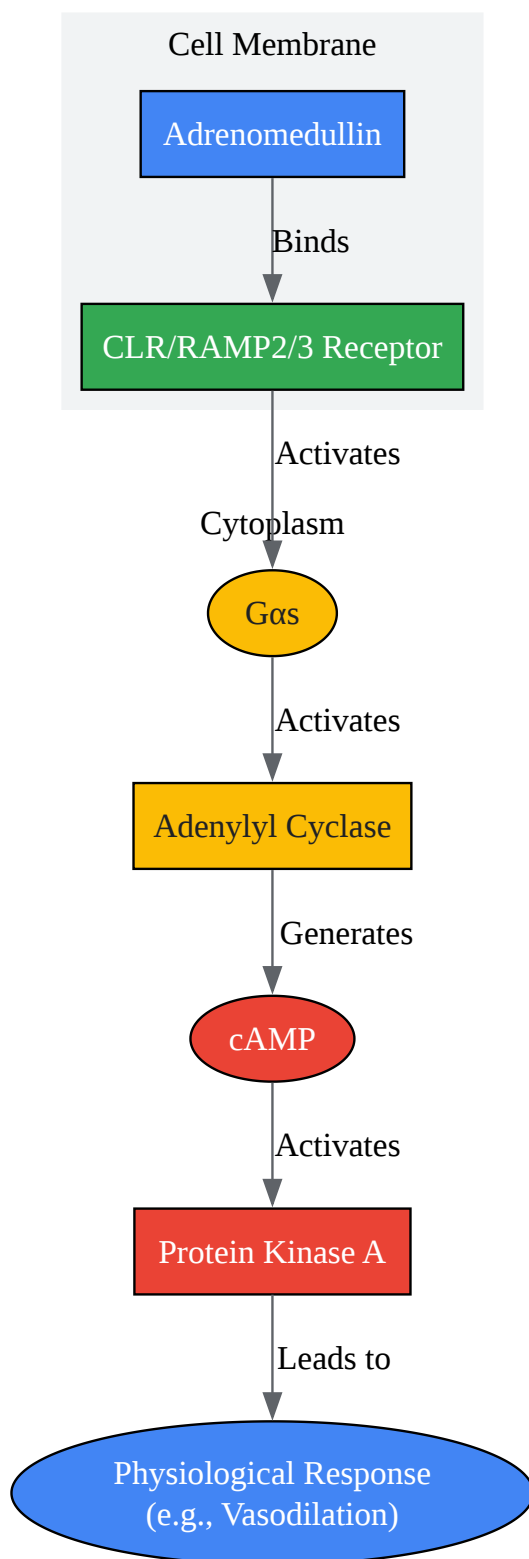 Cell Membrane
Adrenomedullin
Binds
CLR/RAMP2/3 Receptor
Activates
Cytoplasm
Gαs
Activates
Adenylyl Cyclase
Generates
cAMP
Activates
Protein Kinase A
Leads to
Physiological Response
(e.g., Vasodilation)